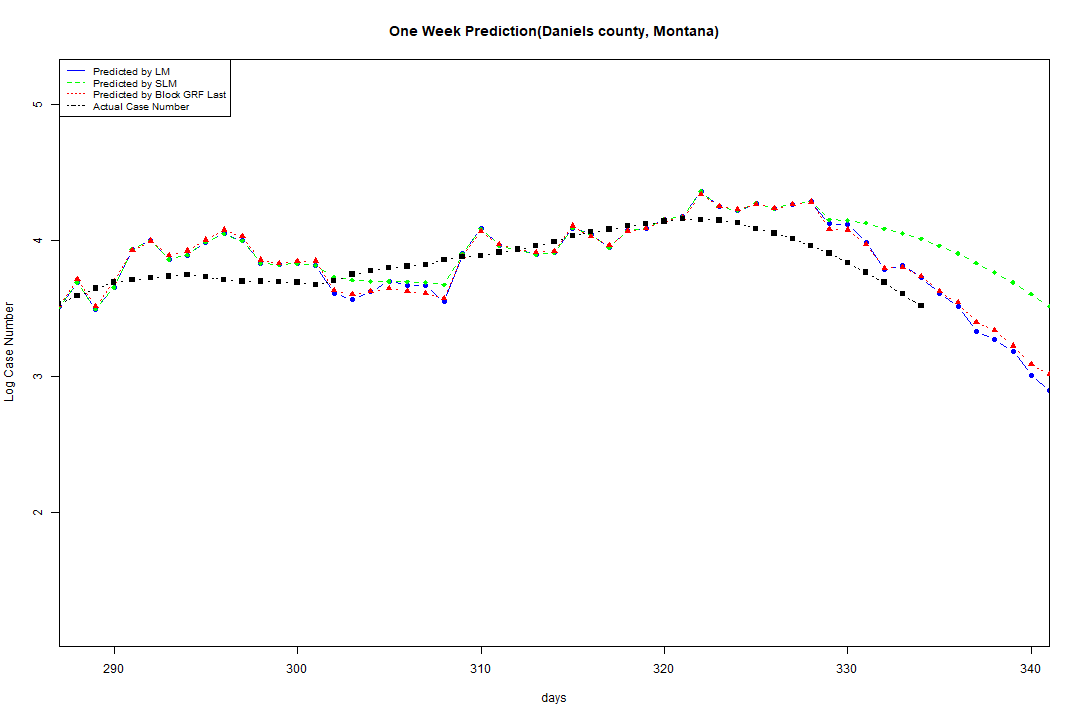 One Week Prediction(Daniels county, Montana)
Predicted by LM
Predicted by SLM
Predicted by Block GRF Last
Actual Case Number
5
4
3
2
Log Case Number
290
300
310
320
330
340
days